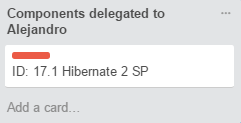 Components delegated to
Alejandro
ID: 17.1 Hibernate 2 SP
Add a card...